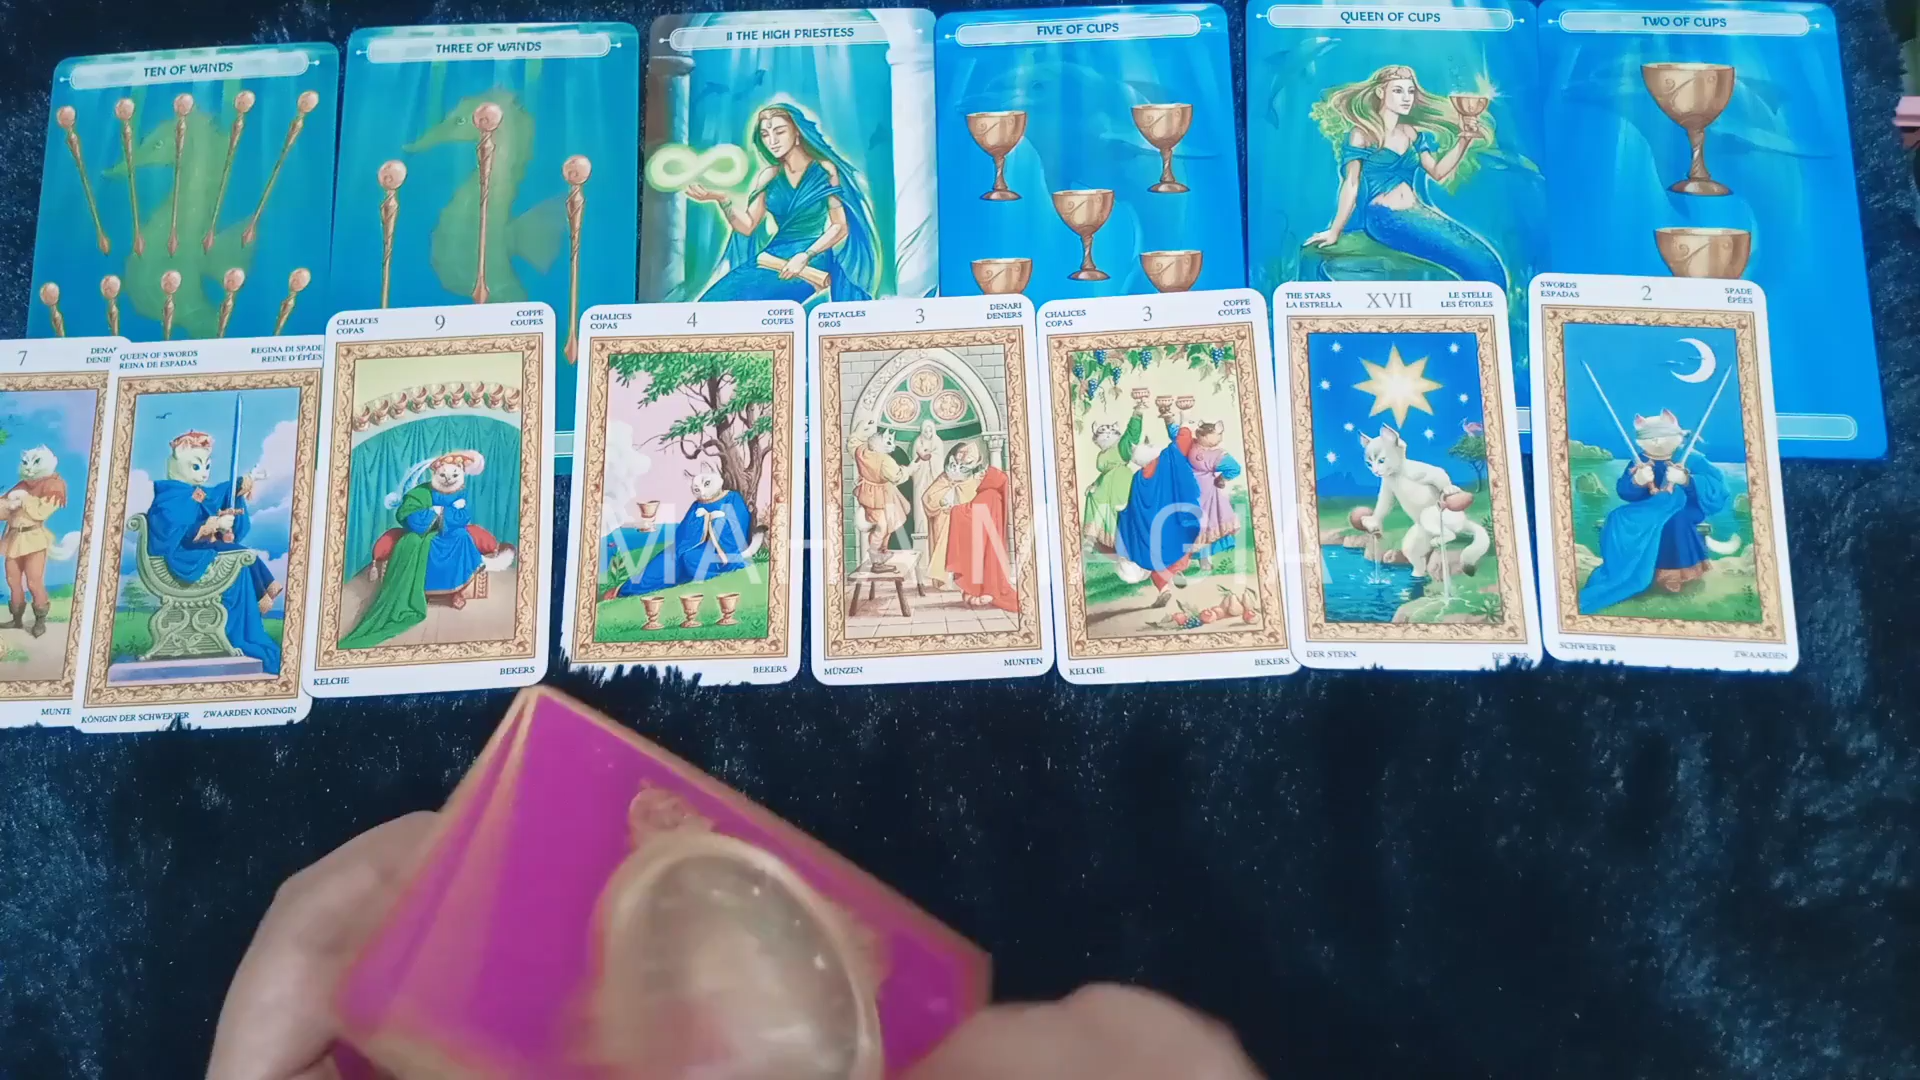 TEN OF WANDS
THREE OF WANDS
II THE HIGH PRIESTESS
FIVE OF CUPS
QUEEN OF CUPS
TWO OF CUPS
7
QUEEN OF SWORDS
REINA DE ESPADAS
REGINA DI SPADE
REINE D'ÉPÉES
KÖNIGIN DER SCHWERTER
ZWAARDEN KONINGIN
CHALICES
COPAS
9
COPPE
COUPES
KELCHE
BEKERS
CHALICES
COPAS
4
COPPE
COUPES
BEKERS
PENTACLES
OROS
3
DENARI
DENIERS
MÜNZEN
MUNTEN
CHALICES
COPAS
3
COPPE
COUPES
KELCHE
BEKERS
THE STARS
LA ESTRELLA
XVII
LE STELLE
LES ÉTOILES
DER STERN
DE STER
SWORDS
ESPADAS
2
SPADE
ÉPÉES
SCHWERTER
ZWAARDEN
MAHA MAGIA